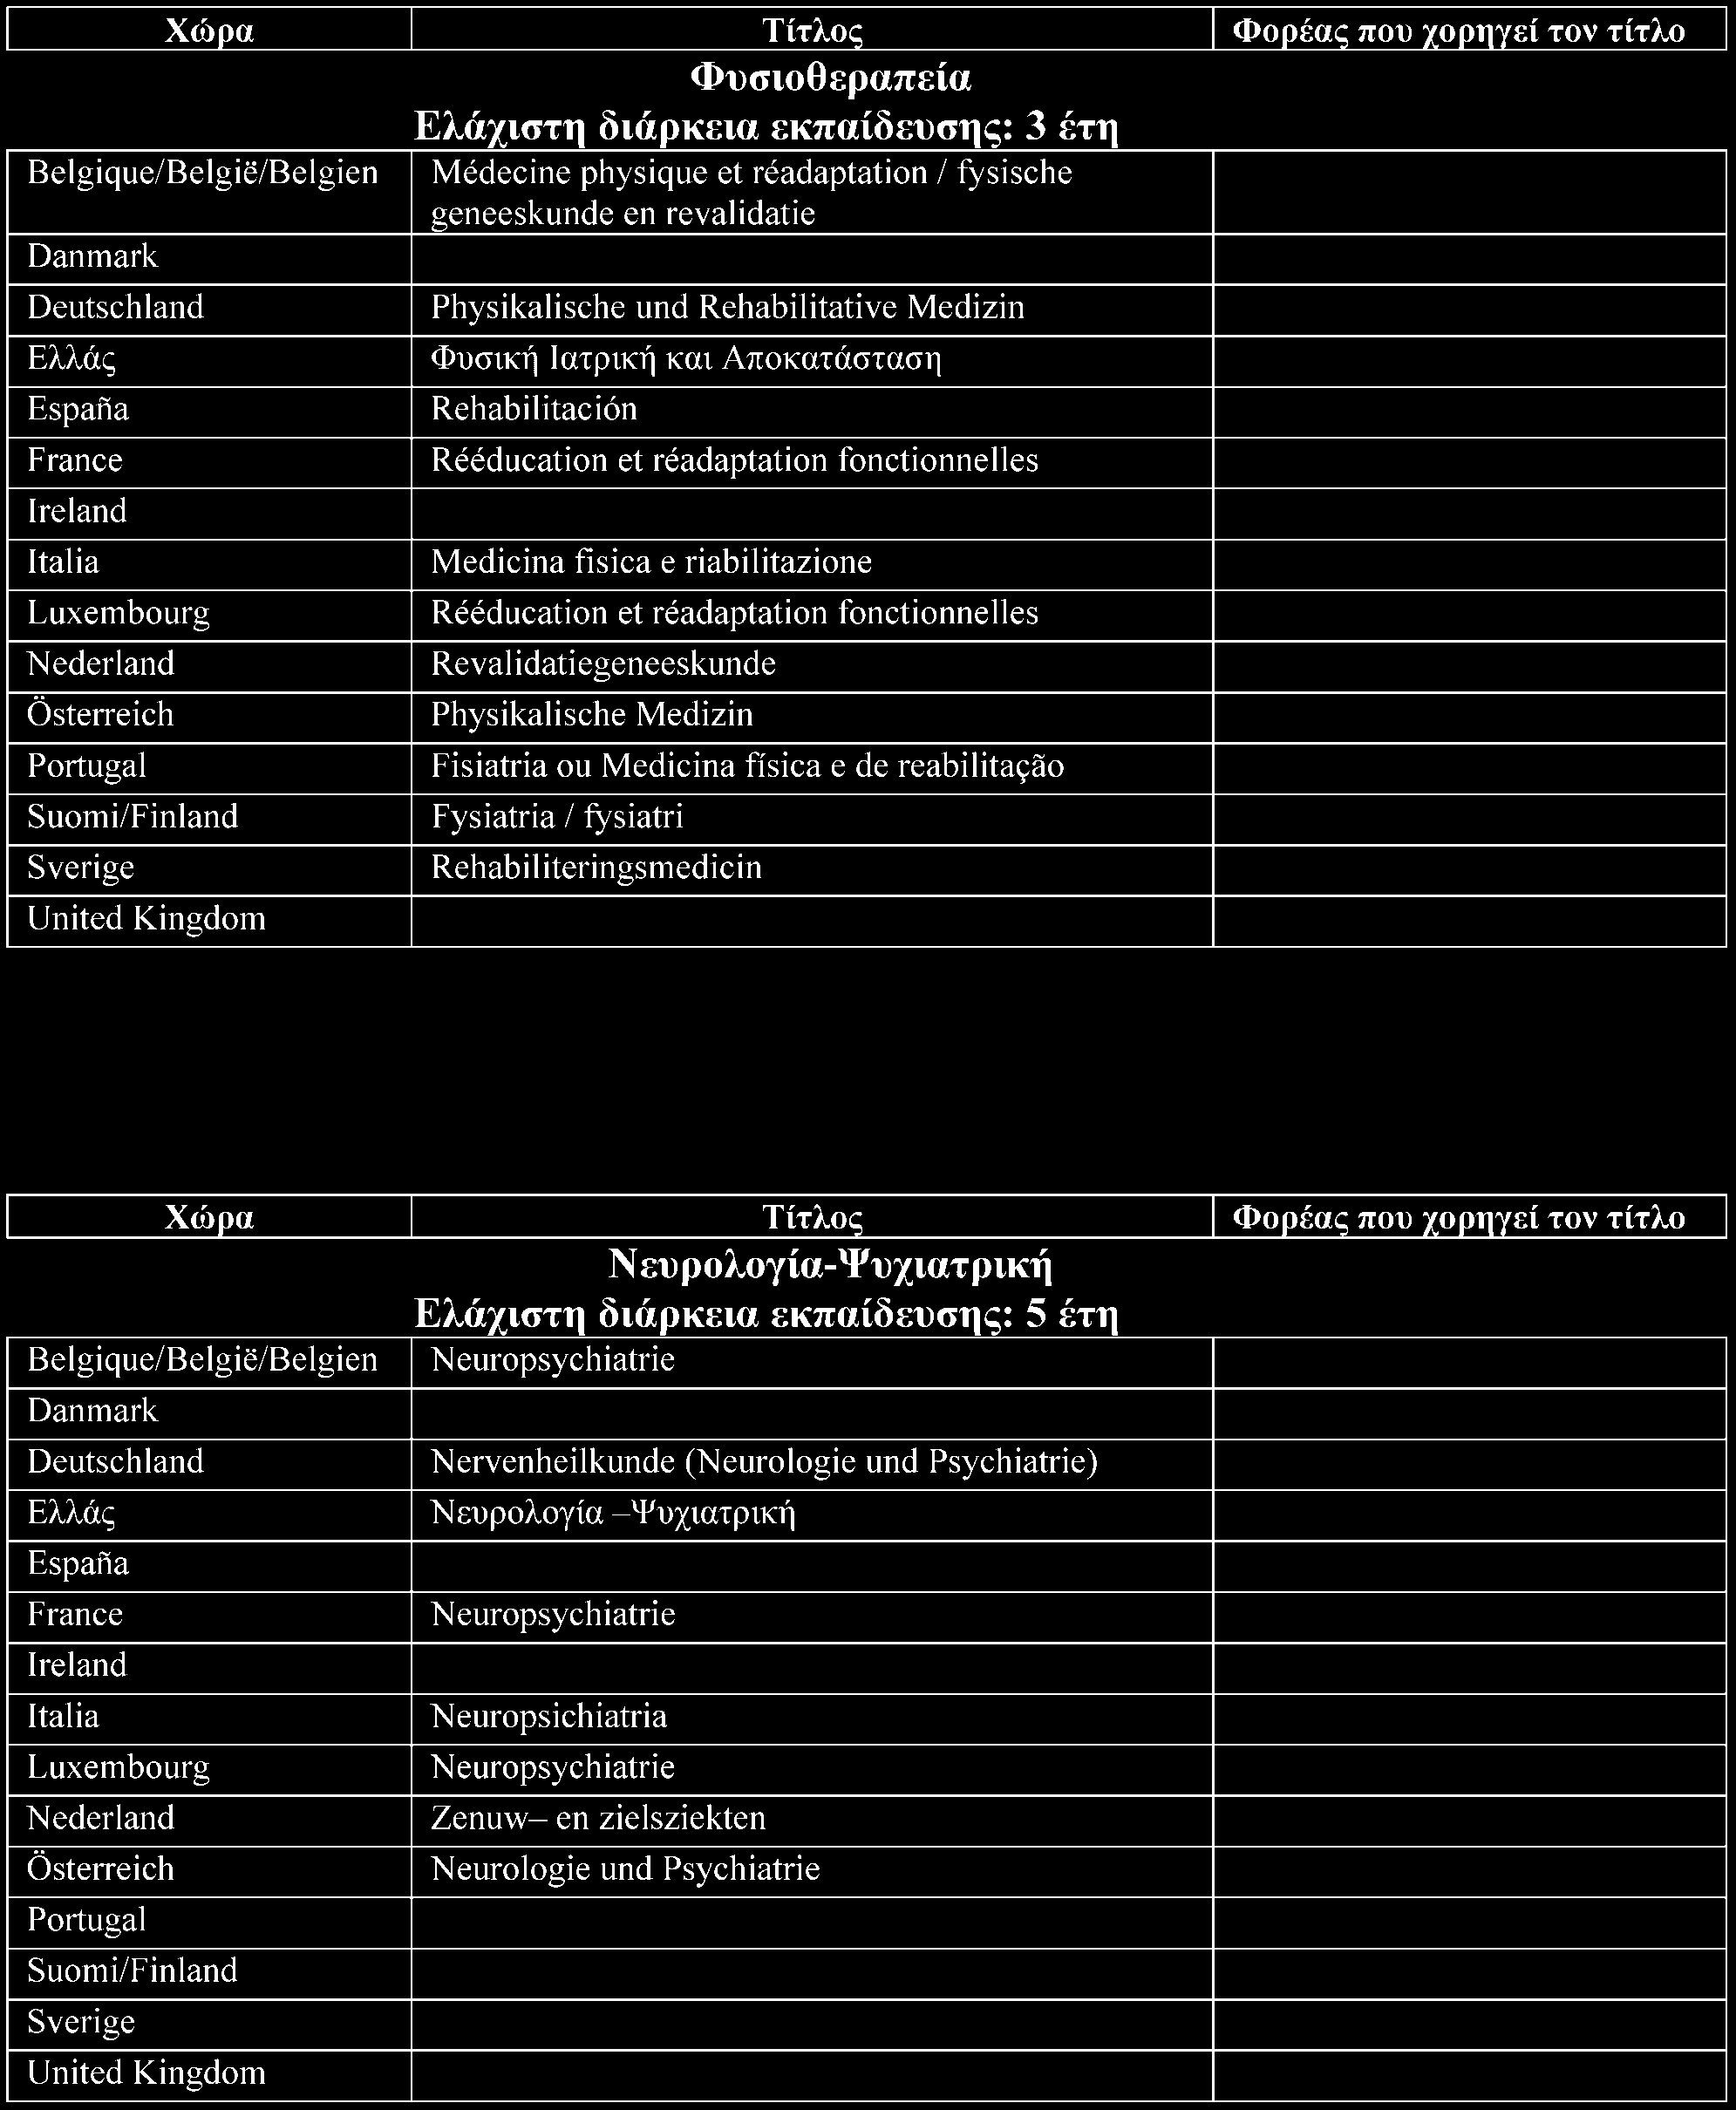 Χώρα Τίτλος Φορέας που χορηγεί τον τίτλο
Φυσιοθεραπεία
Ελάχιστη διάρκεια εκπαίδευσης: 3 έτη
Belgique/België/Belgien Médecine physique et réadaptation / fysische
geneeskunde en revalidatie
Danmark
Deutschland Physikalische und Rehabilitative Medizin
Ελλάς Φυσική Ιατρική και Αποκατάσταση
España Rehabilitación
France Rééducation et réadaptation fonctionnelles
Ireland
Italia Medicina fisica e riabilitazione
Luxembourg Rééducation et réadaptation fonctionnelles
Nederland Revalidatiegeneeskunde
Österreich Physikalische Medizin
Portugal Fisiatria ou Medicina física e de reabilitação
Suomi/Finland Fysiatria / fysiatri
Sverige Rehabiliteringsmedicin
United Kingdom
Χώρα Τίτλος Φορέας που χορηγεί τον τίτλο
Νευρολογία-Ψυχιατρική
Ελάχιστη διάρκεια εκπαίδευσης: 5 έτη
Belgique/België/Belgien Neuropsychiatrie
Danmark
Deutschland Nervenheilkunde (Neurologie und Psychiatrie)
Ελλάς Νευρολογία –Ψυχιατρική
España
France Neuropsychiatrie
Ireland
Italia Neuropsichiatria
Luxembourg Neuropsychiatrie
Nederland Zenuw– en zielsziekten
Österreich Neurologie und Psychiatrie
Portugal
Suomi/Finland
Sverige
United Kingdom